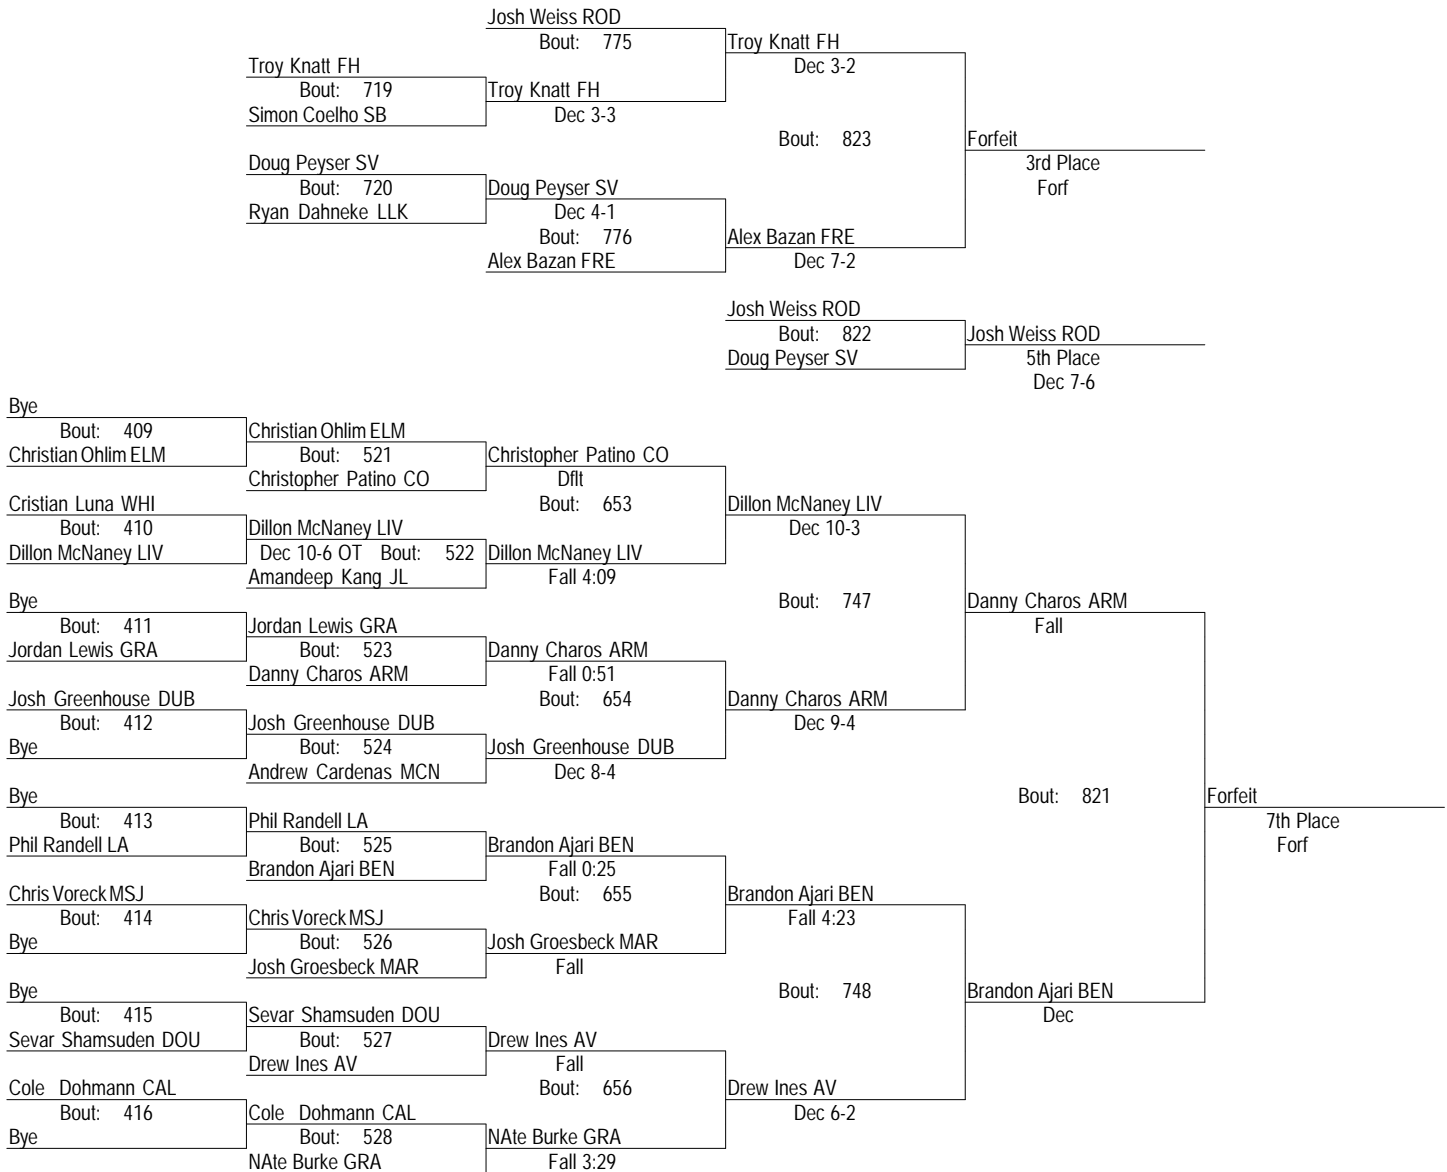 Josh Weiss ROD
Bout: 775
Troy Knatt FH
Dec 3-2
Troy Knatt FH
Bout: 719
Troy Knatt FH
Simon Coelho SB
Dec 3-3
Bout: 823
Forfeit
3rd Place
Forf
Doug Peyser SV
Bout: 720
Doug Peyser SV
Ryan Dahneke LLK
Dec 4-1
Bout: 776
Alex Bazan FRE
Alex Bazan FRE
Dec 7-2
Josh Weiss ROD
Bout: 822
Josh Weiss ROD
Doug Peyser SV
5th Place
Dec 7-6
Bye
Bout: 409
Christian Ohlim ELM
Christian Ohlim ELM
Bout: 521
Christopher Patino CO
Christopher Patino CO
Dflt
Cristian Luna WHI
Bout: 653
Dillon McNaney LIV
Bout: 410
Dillon McNaney LIV
Dec 10-3
Dillon McNaney LIV
Dec 10-6 OT Bout: 522
Dillon McNaney LIV
Amandeep Kang JL
Fall 4:09
Bye
Bout: 747
Danny Charos ARM
Bout: 411
Jordan Lewis GRA
Fall
Jordan Lewis GRA
Bout: 523
Danny Charos ARM
Danny Charos ARM
Fall 0:51
Josh Greenhouse DUB
Bout: 654
Danny Charos ARM
Bout: 412
Josh Greenhouse DUB
Dec 9-4
Bye
Bout: 524
Josh Greenhouse DUB
Andrew Cardenas MCN
Dec 8-4
Bye
Bout: 821
Forfeit
Bout: 413
Phil Randell LA
7th Place
Phil Randell LA
Bout: 525
Brandon Ajari BEN
Forf
Brandon Ajari BEN
Fall 0:25
Chris Voreck MSJ
Bout: 655
Brandon Ajari BEN
Bout: 414
Chris Voreck MSJ
Fall 4:23
Bye
Bout: 526
Josh Groesbeck MAR
Josh Groesbeck MAR
Fall
Bye
Bout: 748
Brandon Ajari BEN
Bout: 415
Sevar Shamsuden DOU
Dec
Sevar Shamsuden DOU
Bout: 527
Drew Ines AV
Drew Ines AV
Fall
Cole Dohmann CAL
Bout: 656
Drew Ines AV
Bout: 416
Cole Dohmann CAL
Dec 6-2
Bye
Bout: 528
NAte Burke GRA
NAte Burke GRA
Fall 3:29